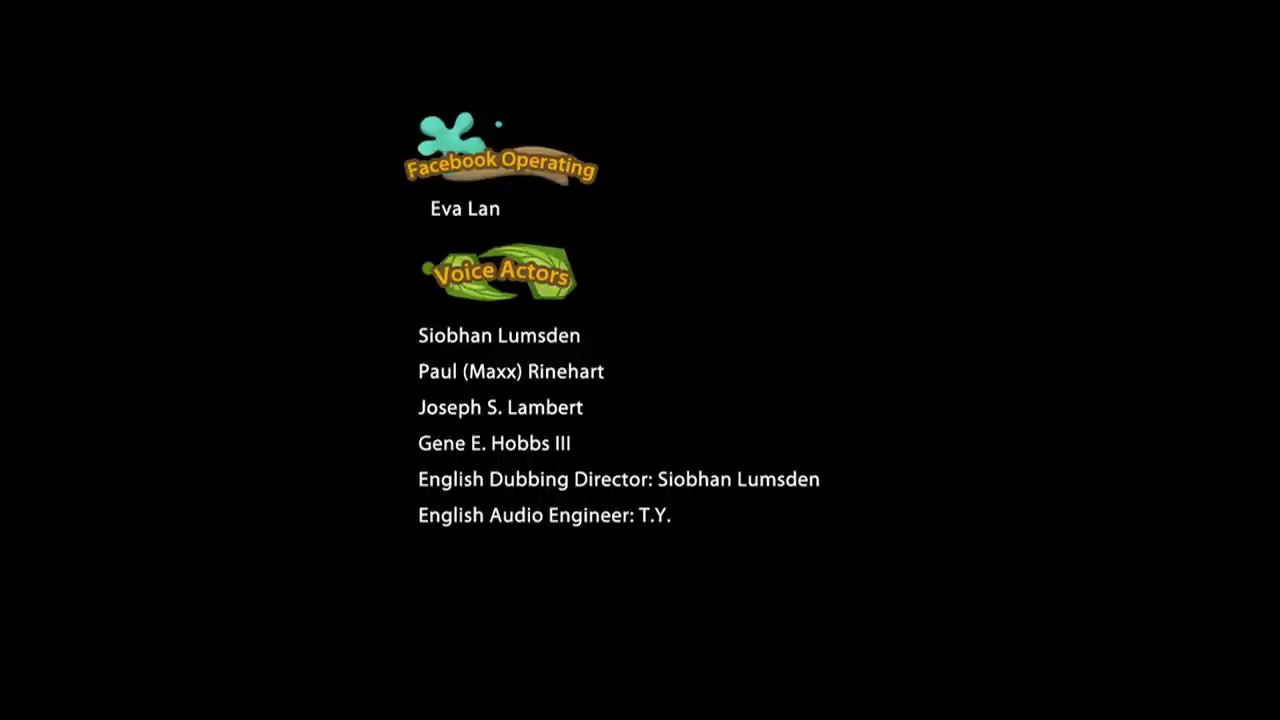 Facebook Operating
Eva Lan
Voice Actors
Siobhan Lumsden
Paul (Maxx) Rinehart
Joseph S. Lambert
Gene E. Hobbs III
English Dubbing Director: Siobhan Lumsden
English Audio Engineer: T.Y.